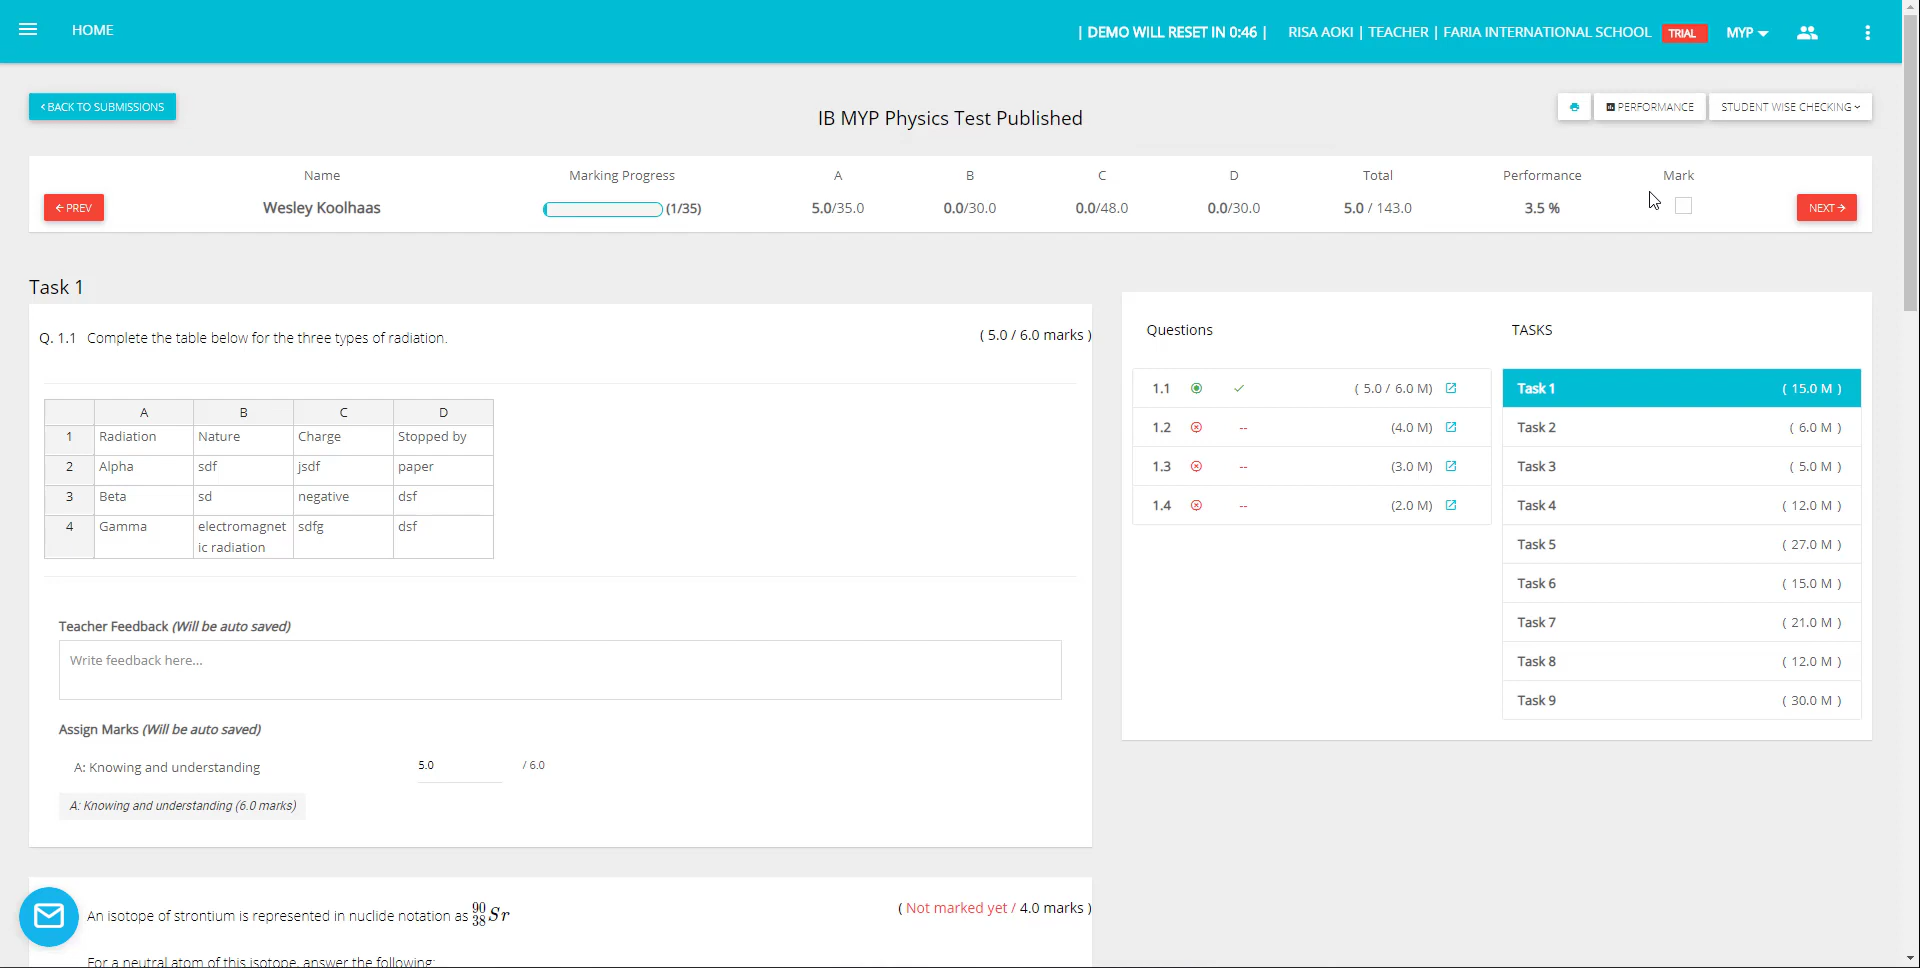 HOME
| DEMO WILL RESET IN 0:46 | RISA AOKI | TEACHER | FARIA INTERNATIONAL SCHOOL TRIAL MYP
BACK TO SUBMISSIONS
IB MYP Physics Test Published
PERFORMANCE
STUDENT WISE CHECKING
Name Marking Progress A B C D Total Performance Mark
PREV Wesley Koolhaas (1/35) 5.0/35.0 0.0/30.0 0.0/48.0 0.0/30.0 5.0 / 143.0 3.5 % NEXT
Task 1
Q. 1.1 Complete the table below for the three types of radiation. ( 5.0 / 6.0 marks )
A B C D
1 Radiation Nature Charge Stopped by
2 Alpha sdf jsdf paper
3 Beta sd negative dsf
4 Gamma electromagnet sdfg dsf
ic radiation
Teacher Feedback (Will be auto saved)
Write feedback here...
Assign Marks (Will be auto saved)
A: Knowing and understanding 5.0 / 6.0
A: Knowing and understanding (6.0 marks)
An isotope of strontium is represented in nuclide notation as 90 38 Sr ( Not marked yet / 4.0 marks )
For a neutral atom of this isotope, answer the following:
Questions
1.1 ( 5.0 / 6.0 M)
1.2 -- (4.0 M)
1.3 -- (3.0 M)
1.4 -- (2.0 M)
TASKS
Task 1 ( 15.0 M )
Task 2 ( 6.0 M )
Task 3 ( 5.0 M )
Task 4 ( 12.0 M )
Task 5 ( 27.0 M )
Task 6 ( 15.0 M )
Task 7 ( 21.0 M )
Task 8 ( 12.0 M )
Task 9 ( 30.0 M )